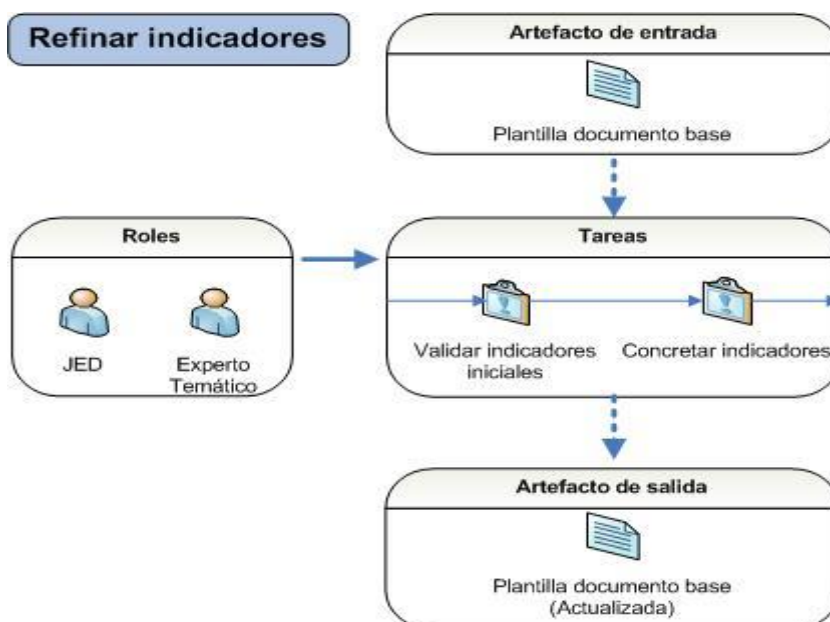 Refinar indicadores
Artefacto de entrada
Plantilla documento base
Roles
JED
Experto
Temático
Tareas
Validar indicadores
iniciales
Concretar indicadores
Artefacto de salida
Plantilla documento base
(Actualizada)